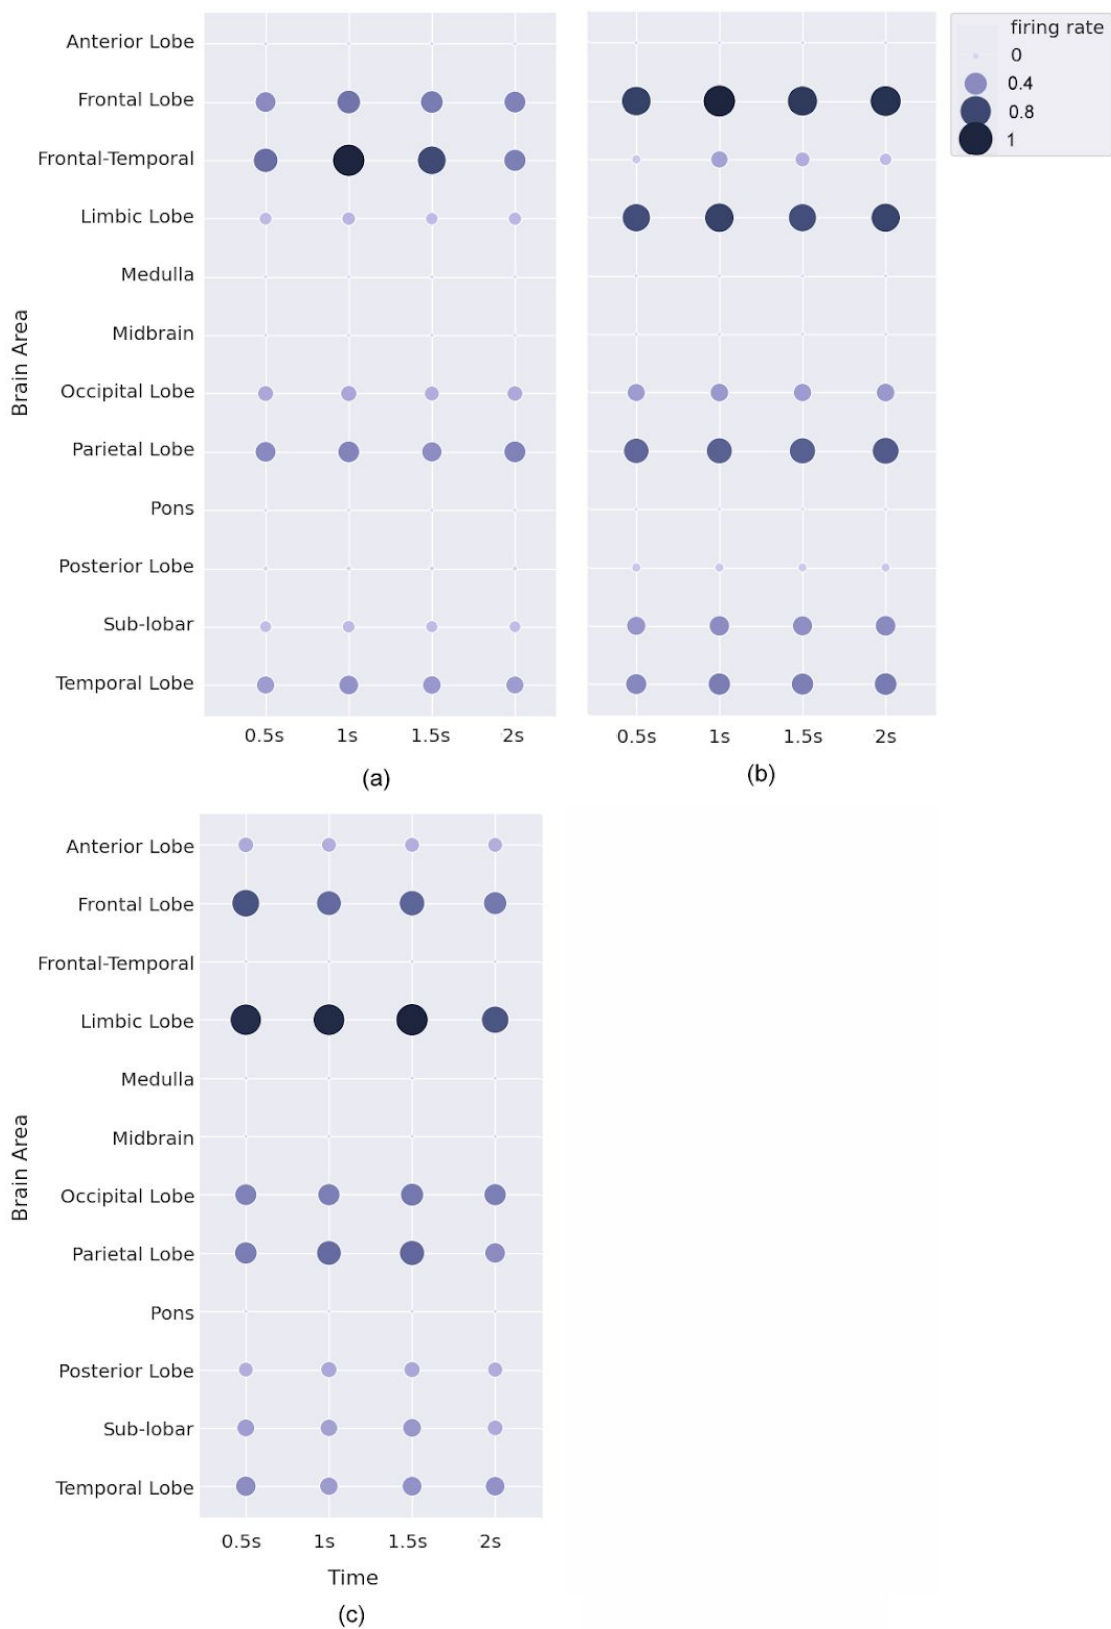 Anterior Lobe
Frontal Lobe
Frontal-Temporal
Limbic Lobe
Medulla
Midbrain
Occipital Lobe
Parietal Lobe
Pons
Posterior Lobe
Sub-lobar
Temporal Lobe
Brain Area
0.5s 1s 1.5s 2s
(a)
0.5s 1s 1.5s 2s
(b)
firing rate
0
0.4
0.8
1
Anterior Lobe
Frontal Lobe
Frontal-Temporal
Limbic Lobe
Medulla
Midbrain
Occipital Lobe
Parietal Lobe
Pons
Posterior Lobe
Sub-lobar
Temporal Lobe
Brain Area
0.5s 1s 1.5s 2s
Time
(c)